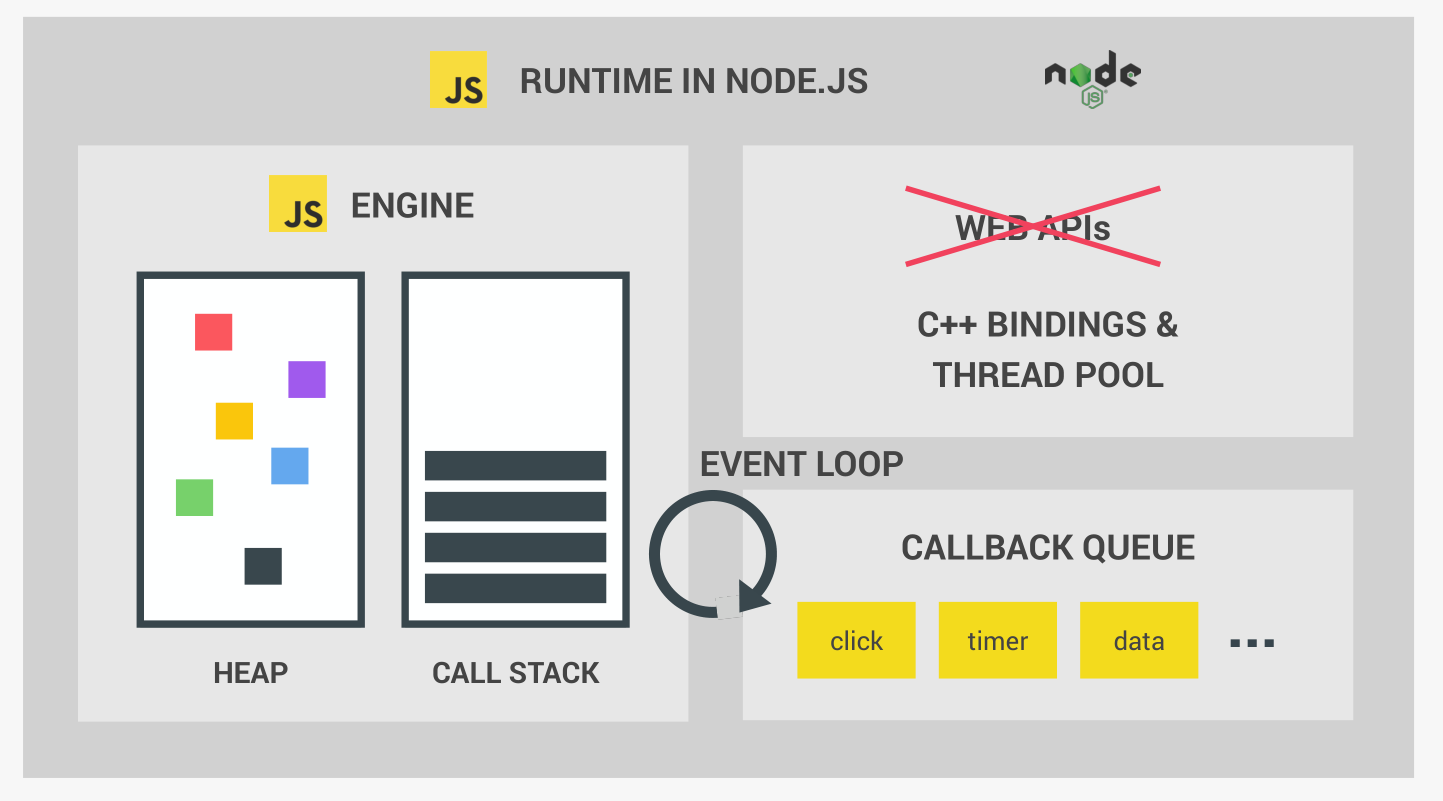 JS RUNTIME IN NODE.JS
node
JS
JS ENGINE
HEAP
CALL STACK
WEB APIs
C++ BINDINGS &
THREAD POOL
EVENT LOOP
CALLBACK QUEUE
click
timer
data
...